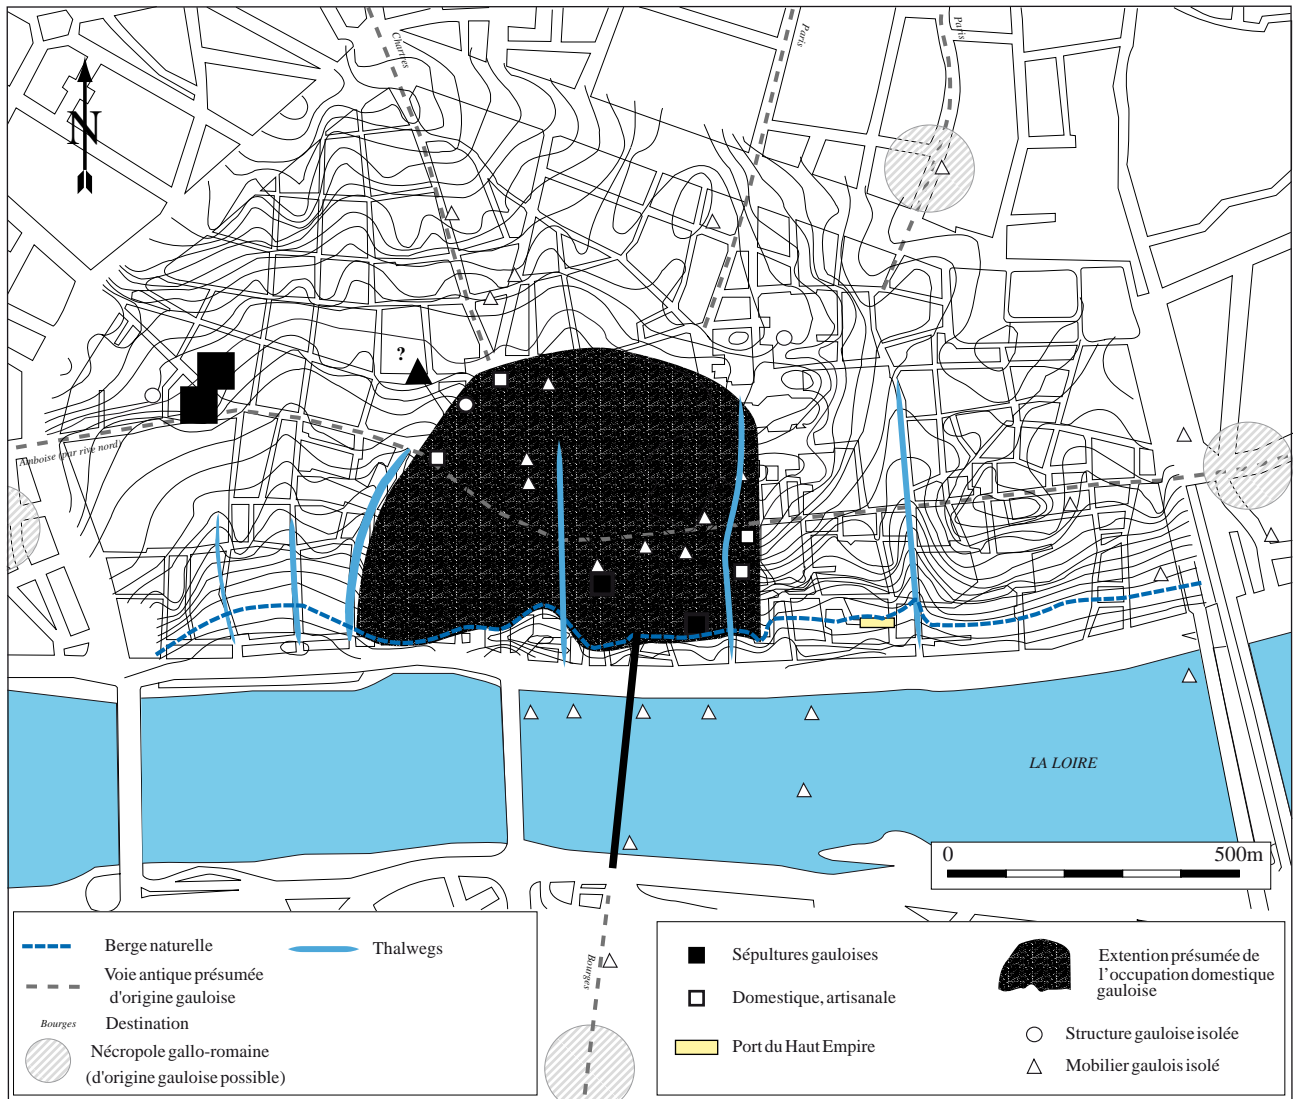 Chartres
Paris
Paris
N
?
Amboise (par rive nord)
LA LOIRE
0 500m
Bourges
Berge naturelle
Thalwegs
Voie antique présumée
d'origine gauloise
Bourges Destination
Nécropole gallo-romaine
(d'origine gauloise possible)
Sépultures gauloises
Domestique, artisanale
Port du Haut Empire
Extention présumée de
l'occupation domestique
gauloise
Structure gauloise isolée
Mobilier gaulois isolé